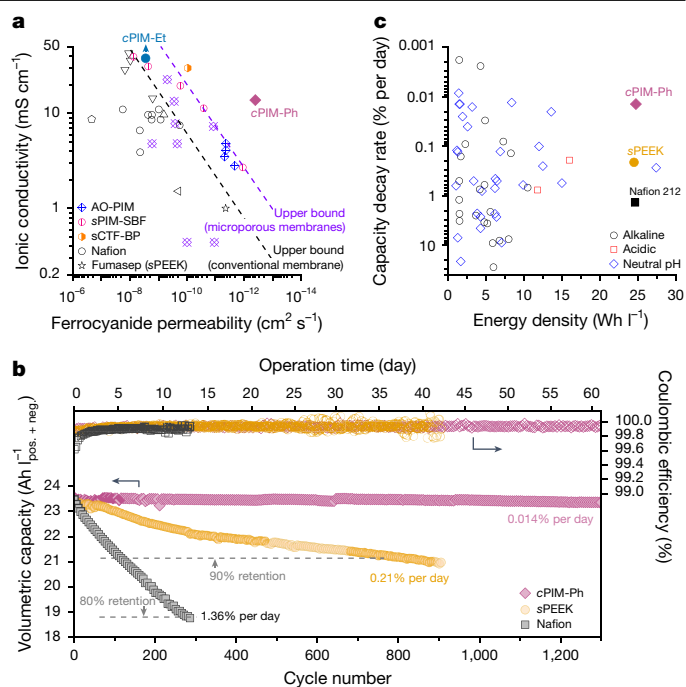 a
Ionic conductivity (mS cm⁻¹)
50
10
1
0.2
cPIM-Et
cPIM-Ph
AO-PIM
sPIM-SBF
sCTF-BP
Nafion
Fumasep (sPEEK)
Upper bound
(microporous membranes)
Upper bound
(conventional membrane)
10⁻⁶ 10⁻⁸ 10⁻¹⁰ 10⁻¹² 10⁻¹⁴
Ferrocyanide permeability (cm² s⁻¹)
c
Capacity decay rate (% per day)
0.001
0.01
0.1
1
10
cPIM-Ph
sPEEK
Nafion 212
Alkaline
Acidic
Neutral pH
0 5 10 15 20 25 30
Energy density (Wh l⁻¹)
b
Operation time (day)
0 5 10 15 20 25 30 35 40 45 50 55 60
Volumetric capacity (Ah l⁻¹pos. + neg.)
24
23
22
21
20
19
18
100.0
99.8
99.6
99.4
99.2
99.0
Coulombic efficiency (%)
0.014% per day
90% retention
0.21% per day
80% retention
1.36% per day
cPIM-Ph
sPEEK
Nafion
0 200 400 600 800 1,000 1,200
Cycle number